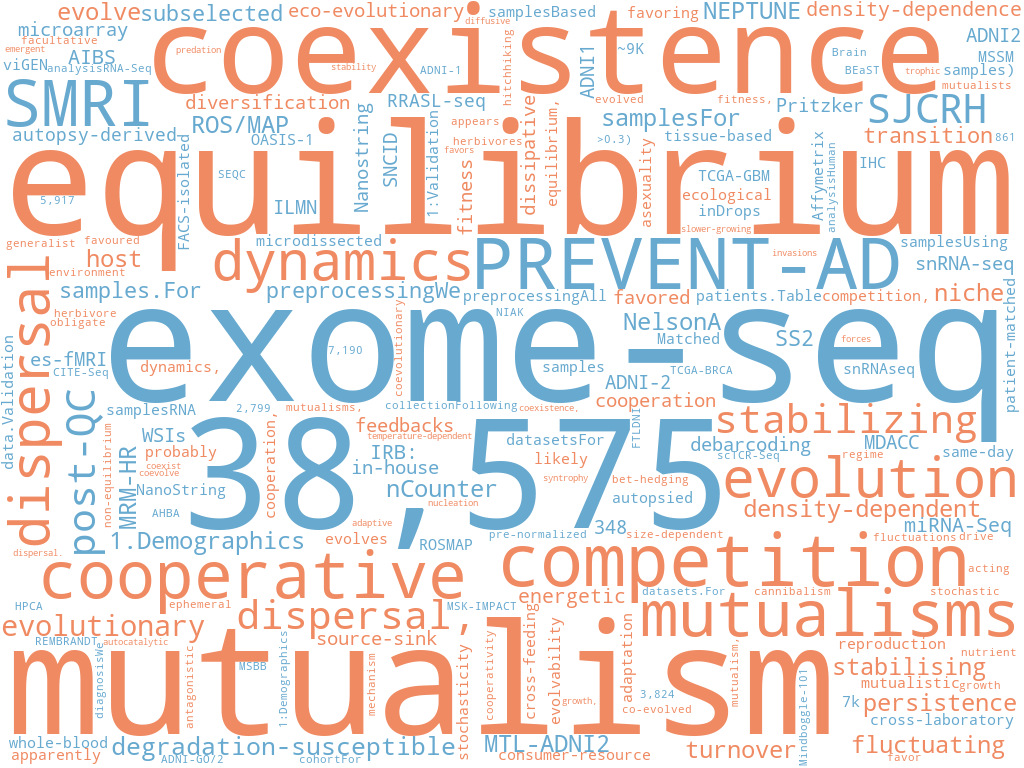 evolve
subselected
eco-evolutionary
diffusive
samplesBased
favoring
NEPTUNE
density-dependence
microarray
facultative
emergent
viGEN
AIBS
analysisRNA-Seq
coexistence
predation
stability
ADNI-1
hitchhiking
ADNI1
~9K
Brain
BEaST
ADNI2
MSSM
trophic
samples)
mutualists
SMRI
diversification
RRASL-seq
evolved
fitness,
Pritzker
SJCRH
autopsy-derived
ROS/MAP
OASIS-1
Nanostring
SNCID
1:Validation
appears
herbivores
favors
fitness
dissipative
equilibrium,
samplesFor
>0.3)
tissue-based
transition
861
equilibrium
SEQC
5,917
FACS-isolated
ILMN
asexuality
TCGA-GBM
ecological
inDrops
Affymetrix
analysisHuman
IHC
slower-growing
generalist
favoured
host
microdissected
dynamics
PREVENT-AD
invasions
samplesUsing
snRNA-seq
environment
samples.For
preprocessingWe
preprocessingAll
favored
patients.Table
competition,
niche
herbivore
obligate
dispersal
exome-seq
coevolutionary
NIAK
NelsonA
Matched
SS2
forces
patient-matched
data.Validation
es-fMRI
CITE-Seq
dynamics,
7,190
samples
ADNI-2
TCGA-BRCA
snRNAseq
cooperation
post-QC
samplesRNA
2,799
mutualisms,
collectionFollowing
coexistence,
stabilizing
WSIs
probably
coexist
coevolve
non-equilibrium
MRM-HR
NanoString
AHBA
cooperation,
38,575
feedbacks
temperature-dependent
IRB:
in-house
nCounter
nucleation
adaptive
datasetsFor
likely
syntrophy
FTLDNI
debarcoding
scTCR-Seq
bet-hedging
autopsied
MDACC
regime
same-day
evolution
density-dependent
miRNA-Seq
dispersal.
1.Demographics
evolves
ROSMAP
pre-normalized
348
size-dependent
fluctuations
drive
cooperative
competition
acting
HPCA
ephemeral
MSK-IMPACT
energetic
datasets.For
cannibalism
stochastic
evolutionary
dispersal,
mutualisms
REMBRANDT,
autocatalytic
source-sink
reproduction
nutrient
mutualism
diagnosisWe
antagonistic,
MSBB
1:Demographics
mechanism
stochasticity,
cooperativity
cross-feeding
evolvability
growth,
adaptation
3,824
co-evolved
mutualism,
Mindboggle-101
stabilising
mutualistic
growth
7k
persistence
cross-laboratory
whole-blood
apparently
degradation-susceptible
ADNI-GO/2
cohortFor
MTL-ADNI2
consumer-resource
turnover
fluctuating
favor